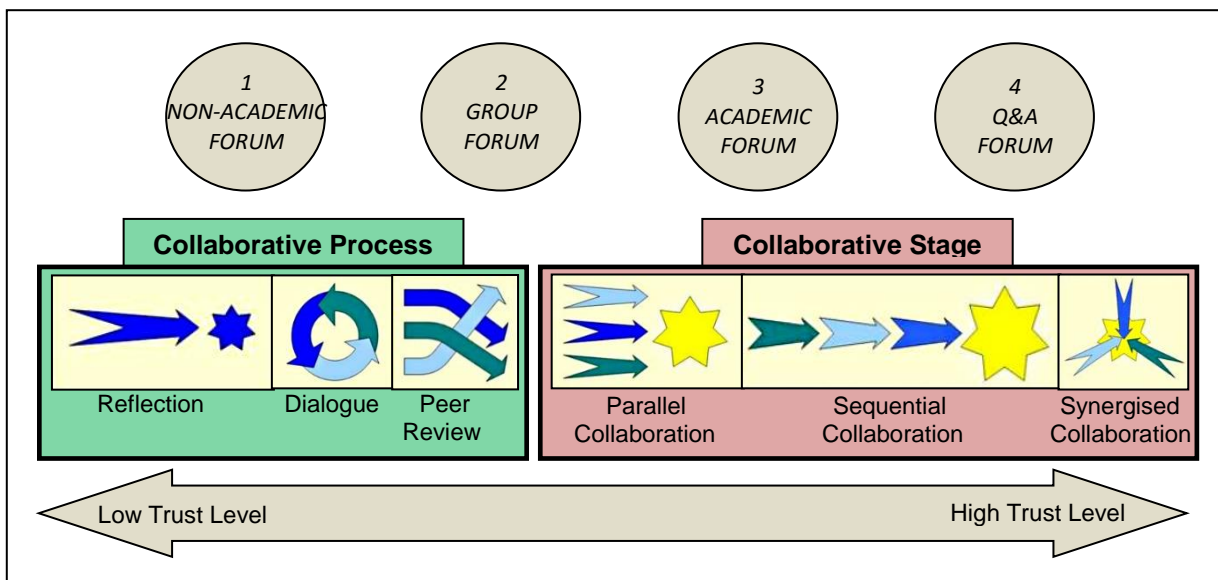 1
NON-ACADEMIC
FORUM
2
GROUP
FORUM
3
ACADEMIC
FORUM
4
Q&A
FORUM
Collaborative Process
Collaborative Stage
Reflection
Dialogue
Peer
Review
Parallel
Collaboration
Sequential
Collaboration
Synergised
Collaboration
Low Trust Level
High Trust Level